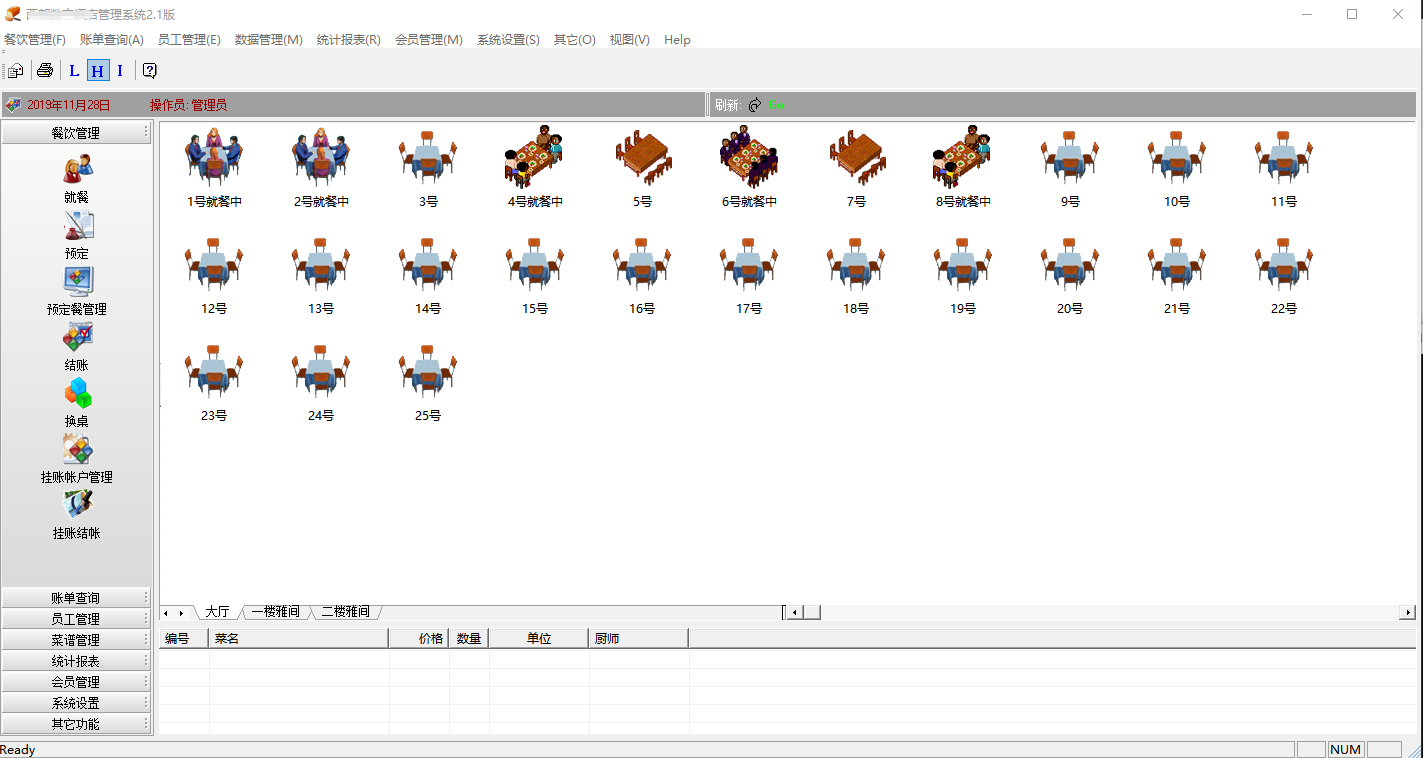 管理系统2.1版
餐饮管理(F) 账单查询(A) 员工管理(E) 数据管理(M) 统计报表(R) 会员管理(M) 系统设置(S) 其它(O) 视图(V) Help
L H I
2019年11月28日 操作员: 管理员 刷新: Go
餐饮管理
就餐
预定
预定餐管理
结账
换桌
挂账帐户管理
挂账结帐
账单查询
员工管理
菜谱管理
统计报表
会员管理
系统设置
其它功能
1号就餐中 2号就餐中 3号 4号就餐中 5号 6号就餐中 7号 8号就餐中 9号 10号 11号
12号 13号 14号 15号 16号 17号 18号 19号 20号 21号 22号
23号 24号 25号
大厅 一楼雅间 二楼雅间
编号 菜名 价格 数量 单位 厨师
Ready NUM